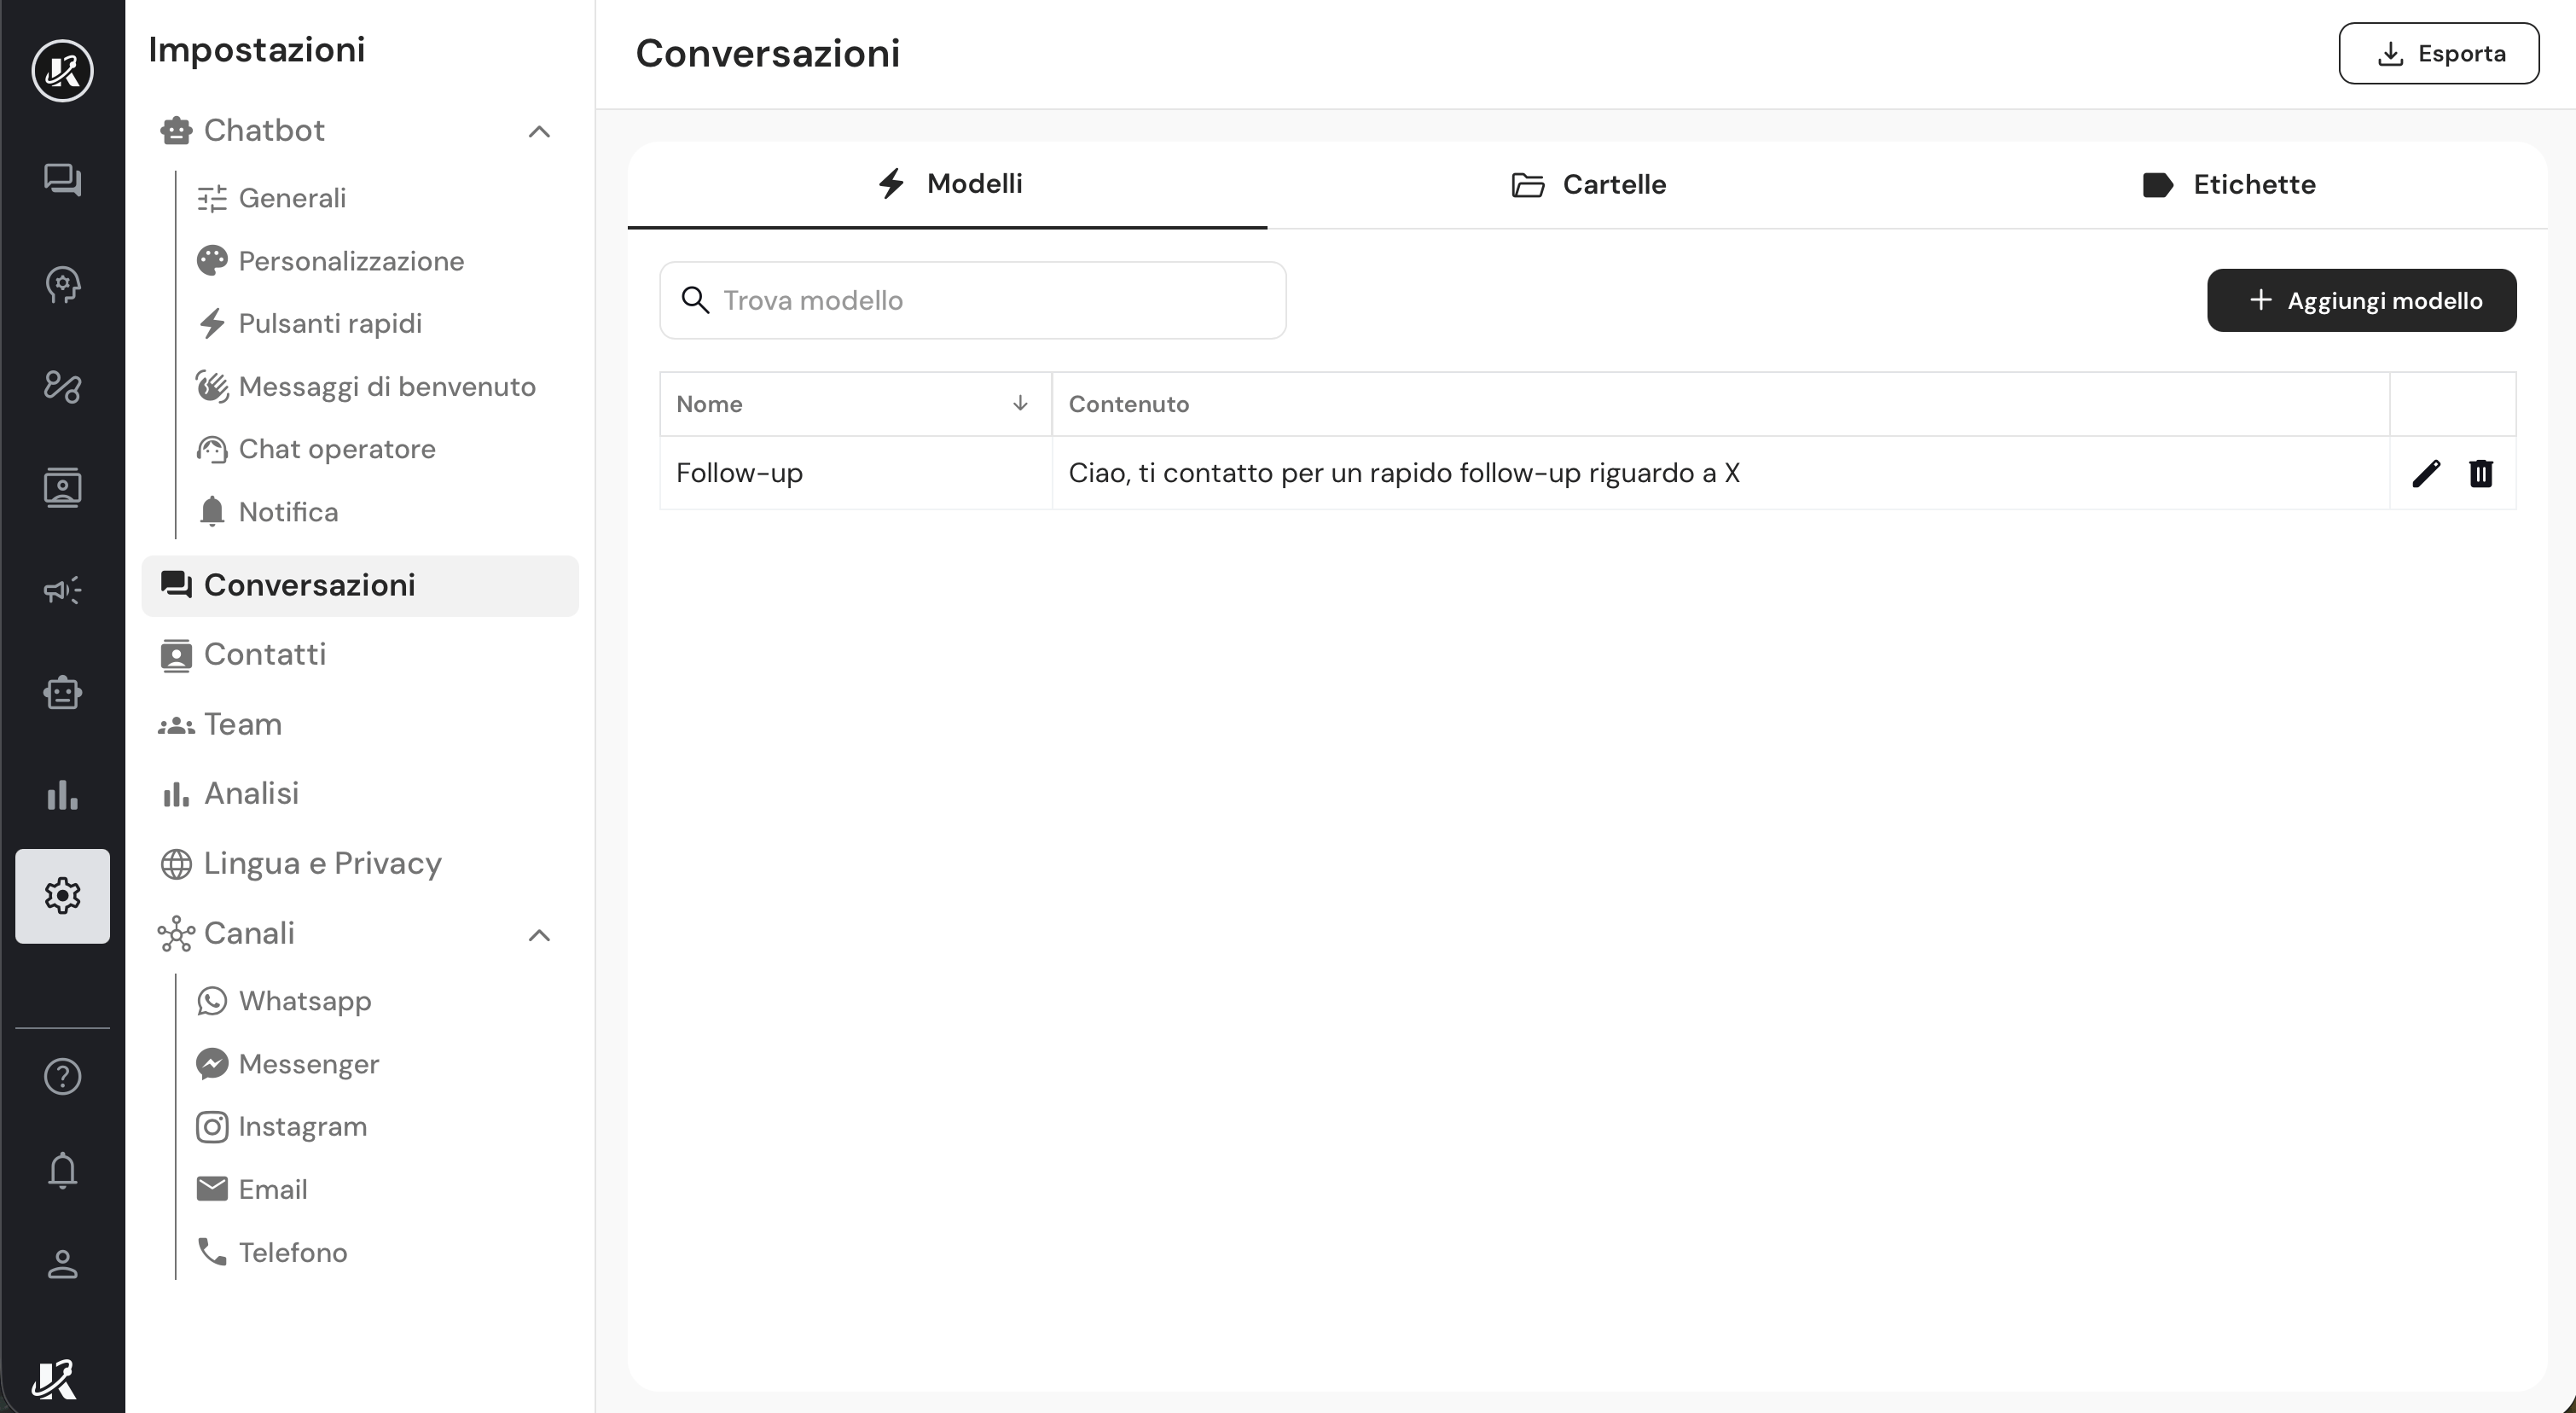 Impostazioni
Chatbot
Generali
Personalizzazione
Pulsanti rapidi
Messaggi di benvenuto
Chat operatore
Notifica
Conversazioni
Contatti
Team
Analisi
Lingua e Privacy
Canali
Whatsapp
Messenger
Instagram
Email
Telefono
Conversazioni
Esporta
Modelli
Cartelle
Etichette
Trova modello
Aggiungi modello
Nome
Contenuto
Follow-up
Ciao, ti contatto per un rapido follow-up riguardo a X